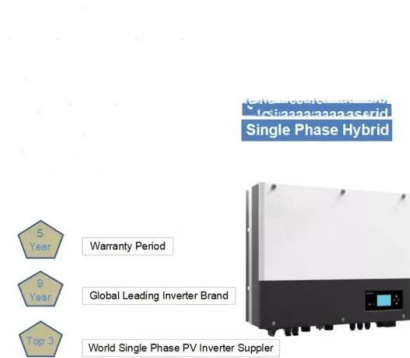 Single Phase Hybrid
5
Year
Warranty Period
9
Year
Global Leading Inverter Brand
Top 3
World Single Phase PV Inverter Suppler